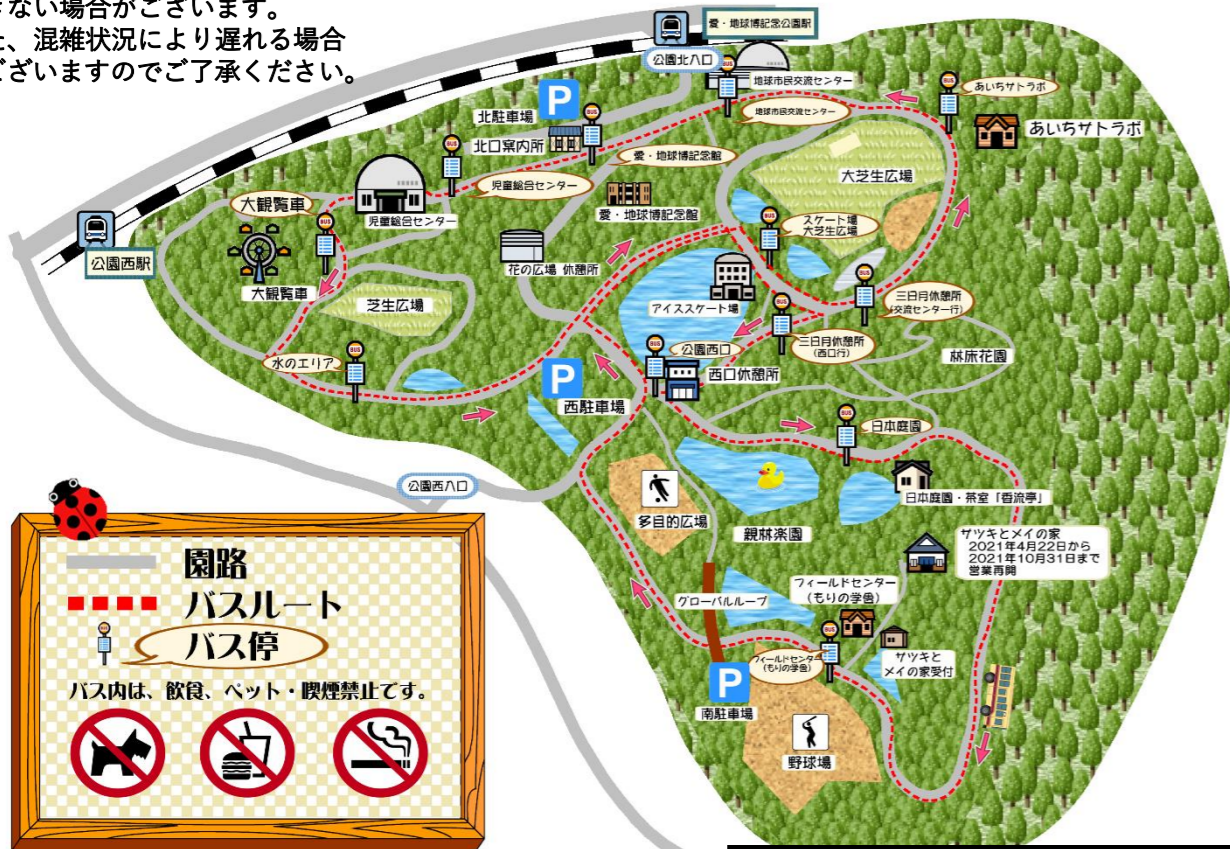 きない場合がございます。
た、混雑状況により遅れる場合
ございますのでご了承ください。
愛・地球博記念公園駅
公園北入口
地球市民交流センター
地球市民交流センター
あいちサトラボ
あいちサトラボ
P
北駐車場
北口案内所
愛・地球博記念館
愛・地球博記念館
大芝生広場
児童総合センター
児童総合センター
大観覧車
大観覧車
公園西駅
花の広場 休憩所
スケート場
大芝生広場
芝生広場
アイススケート場
三日月休憩所
(交流センター行)
三日月休憩所
(西口行)
林床花園
水のエリア
公園西口
西口休憩所
P
西駐車場
日本庭園
公園西入口
日本庭園・茶室「香流亭」
多目的広場
親林楽園
サツキとメイの家
2021年4月22日から
2021年10月31日まで
営業再開
フィールドセンター
(もりの学舎)
グローバルループ
フィールドセンター
(もりの学舎)
サツキと
メイの家受付
P
南駐車場
野球場
園路
バスルート
バス停
バス内は、飲食、ペット・喫煙禁止です。
BUS
BUS
BUS
BUS
BUS
BUS
BUS
BUS
BUS
BUS
BUS
BUS